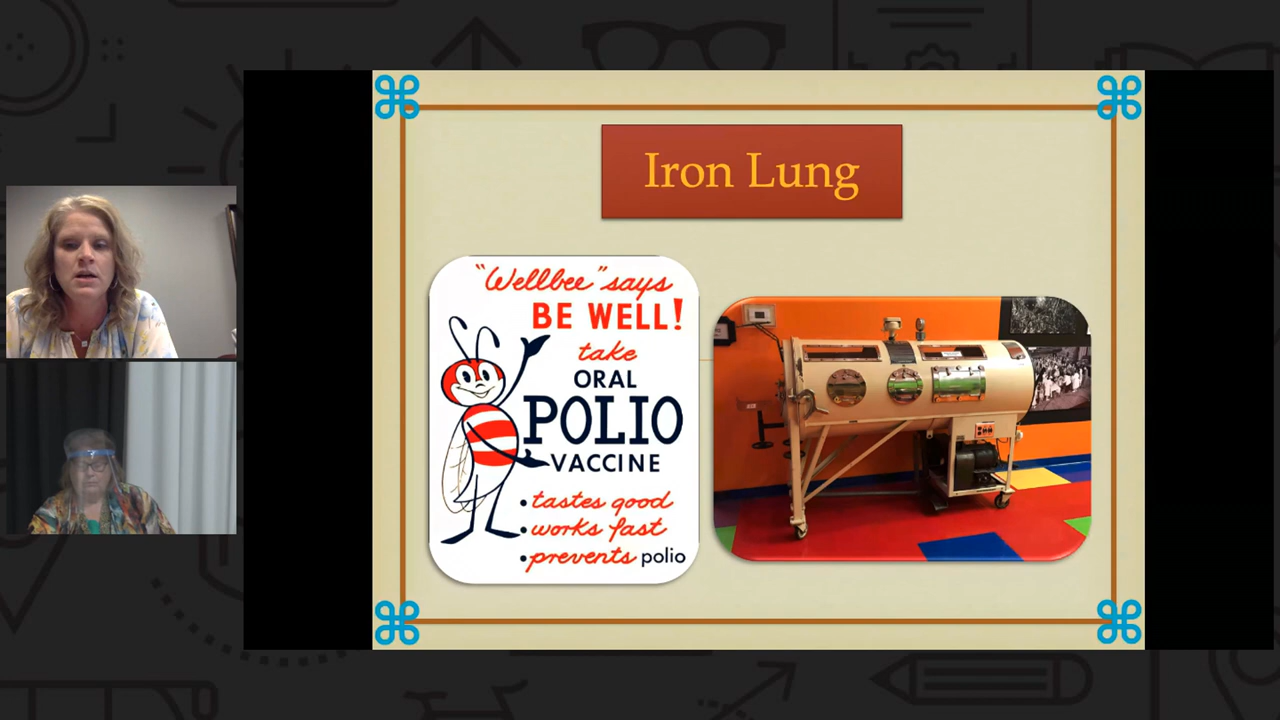 Iron Lung
"Wellbee" says
BE WELL!
take
ORAL
POLIO
VACCINE
• tastes good
• works fast
• prevents polio